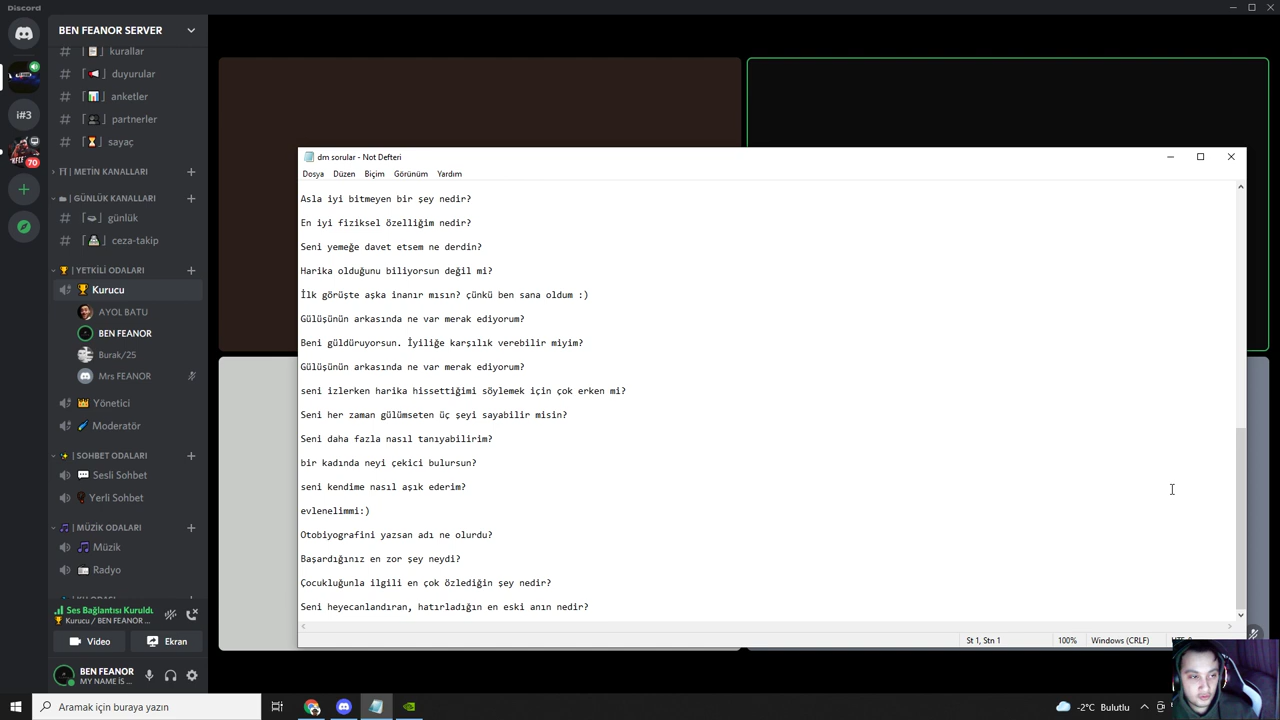 Discord
BEN FEANOR SERVER
kurallar
duyurular
anketler
partnerler
sayaç
METİN KANALLARI
GÜNLÜK KANALLARI
günlük
ceza-takip
YETKİLİ ODALARI
Kurucu
AYOL BATU
BEN FEANOR
Burak/25
Mrs FEANOR
Yönetici
Moderatör
SOHBET ODALARI
Sesli Sohbet
Yerli Sohbet
MÜZİK ODALARI
Müzik
Radyo
Ses Bağlantısı Kuruldu
Kurucu / BEN FEANOR ...
Video
Ekran
BEN FEANOR
MY NAME IS ...
i#3
70
dm sorular - Not Defteri
Dosya Düzen Biçim Görünüm Yardım
Asla iyi bitmeyen bir şey nedir?
En iyi fiziksel özelliğim nedir?
Seni yemeğe davet etsem ne derdin?
Harika olduğunu biliyorsun değil mi?
İlk görüşte aşka inanır mısın? çünkü ben sana oldum :)
Gülüşünün arkasında ne var merak ediyorum?
Beni güldürüyorsun. İyiliğe karşılık verebilir miyim?
Gülüşünün arkasında ne var merak ediyorum?
seni izlerken harika hissettiğimi söylemek için çok erken mi?
Seni her zaman gülümseten üç şeyi sayabilir misin?
Seni daha fazla nasıl tanıyabilirim?
bir kadında neyi çekici bulursun?
seni kendime nasıl aşık ederim?
evlenelimmi:)
Otobiyografini yazsan adı ne olurdu?
Başardığınız en zor şey neydi?
Çocukluğunla ilgili en çok özlediğin şey nedir?
Seni heyecanlandıran, hatırladığın en eski anın nedir?
St 1, Stn 1 100% Windows (CRLF)
Aramak için buraya yazın
-2°C Bulutlu